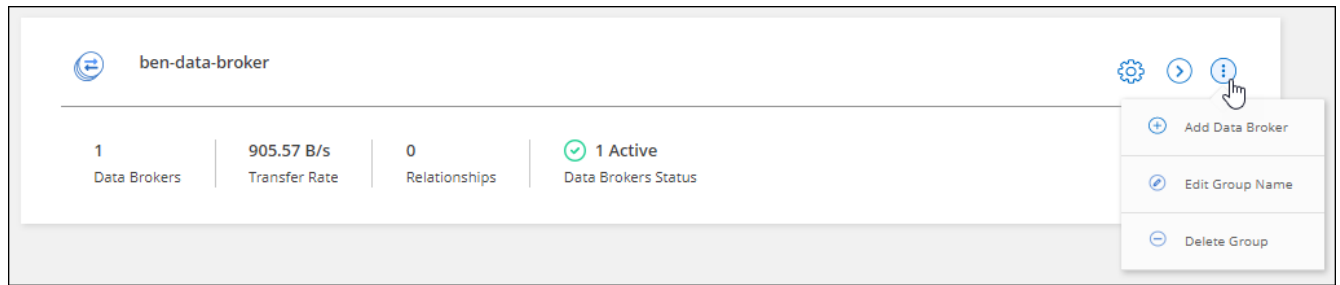 ben-data-broker
1 905.57 B/s 0 1 Active
Data Brokers Transfer Rate Relationships Data Brokers Status
Add Data Broker
Edit Group Name
Delete Group